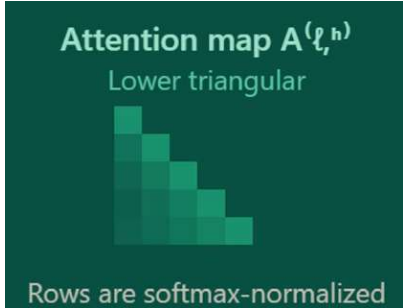 Attention map A⁽ℓ,ʰ⁾
Lower triangular
Rows are softmax-normalized